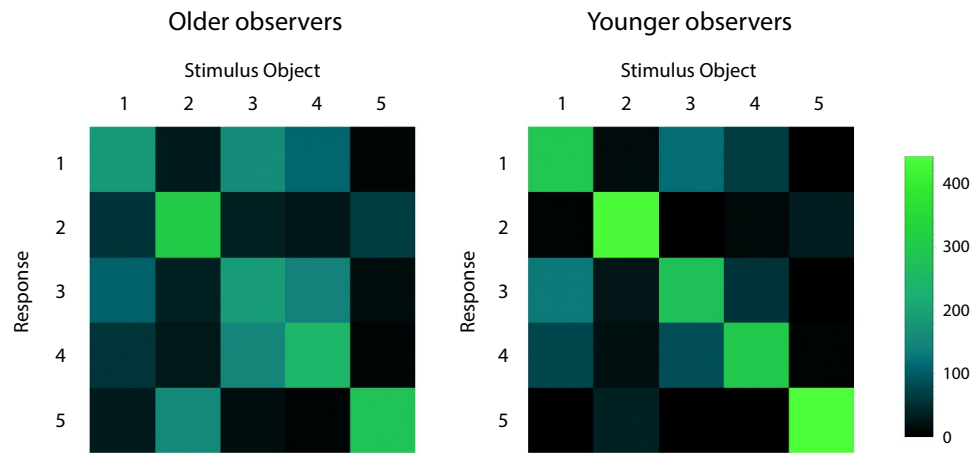 Older observers
Younger observers
Stimulus Object
Stimulus Object
1 2 3 4 5
1 2 3 4 5
Response
1
2
3
4
5
Response
1
2
3
4
5
400
300
200
100
0